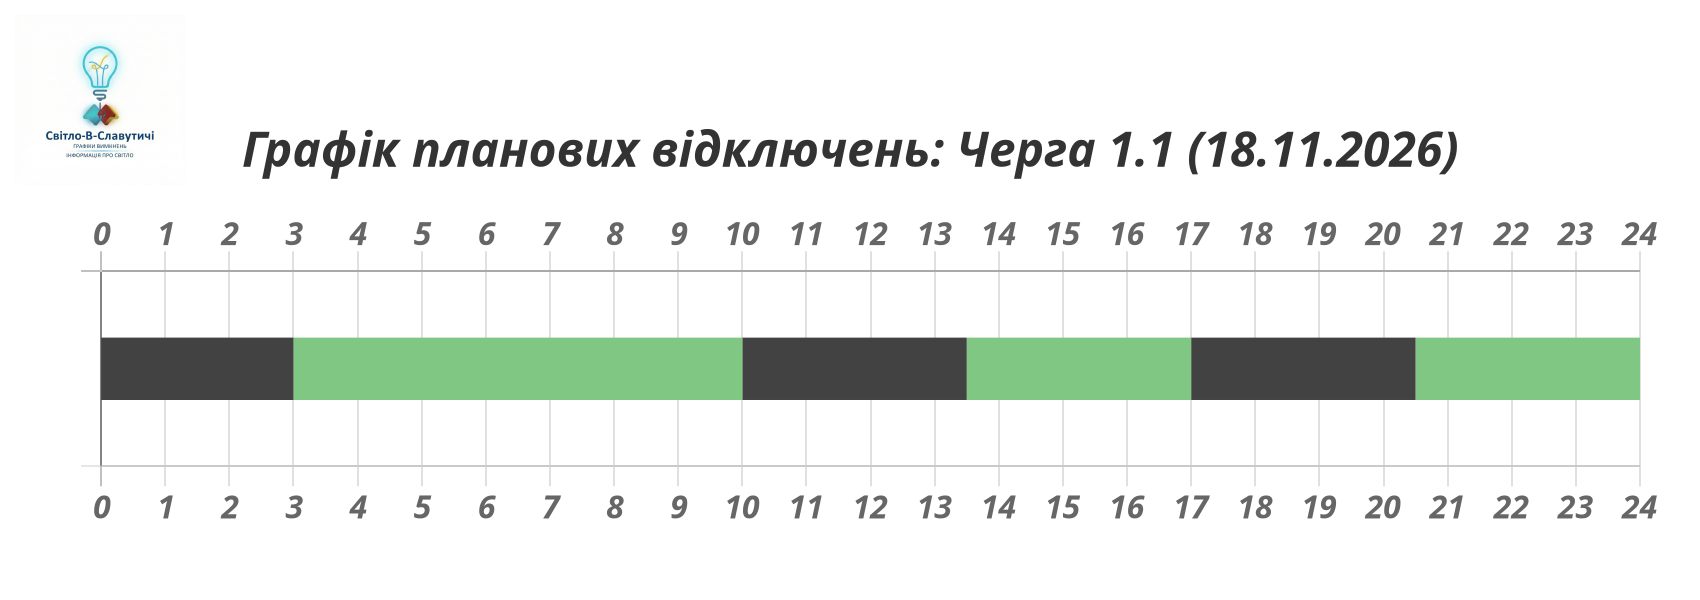 Світло-В-Славутичі
ГРАФІКИ ВИМКНЕНЬ
ІНФОРМАЦІЯ ПРО СВІТЛО
Графік планових відключень: Черга 1.1 (18.11.2026)
0 1 2 3 4 5 6 7 8 9 10 11 12 13 14 15 16 17 18 19 20 21 22 23 24
0 1 2 3 4 5 6 7 8 9 10 11 12 13 14 15 16 17 18 19 20 21 22 23 24